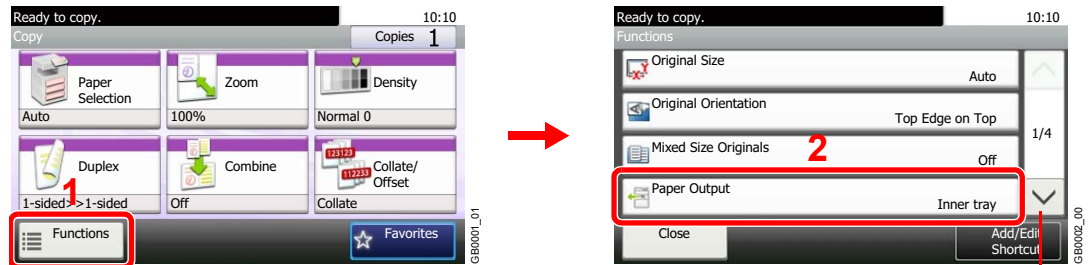 Ready to copy. 10:10
Copy Copies 1
Paper
Selection
Auto
Zoom
100%
Density
Normal 0
Duplex
1-sided>>1-sided
Combine
Off
123123
112233
Collate/
Offset
Collate
1
Functions
Favorites
GB0001_01
Ready to copy. 10:10
Functions
Original Size
Auto
Original Orientation
Top Edge on Top
1/4
Mixed Size Originals
Off
2
Paper Output
Inner tray
Close
Add/Edit
Shortcut
GB0002_00